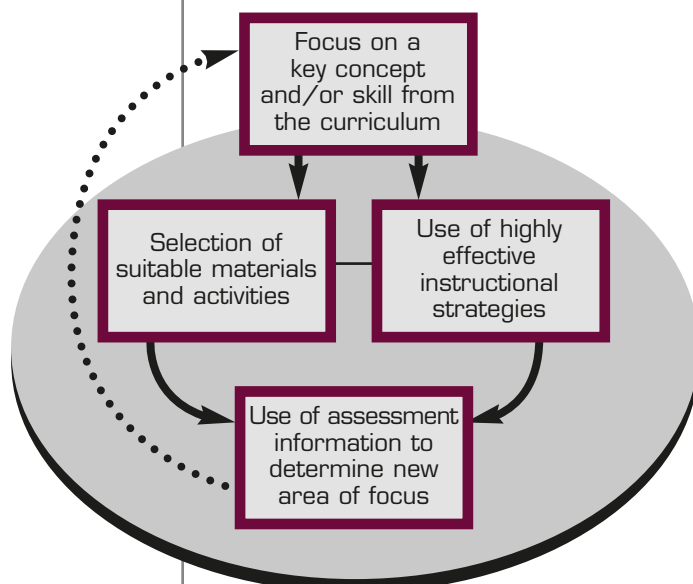 Focus on a
key concept
and/or skill from
the curriculum
Selection of
suitable materials
and activities
Use of highly
effective
instructional
strategies
Use of assessment
information to
determine new
area of focus